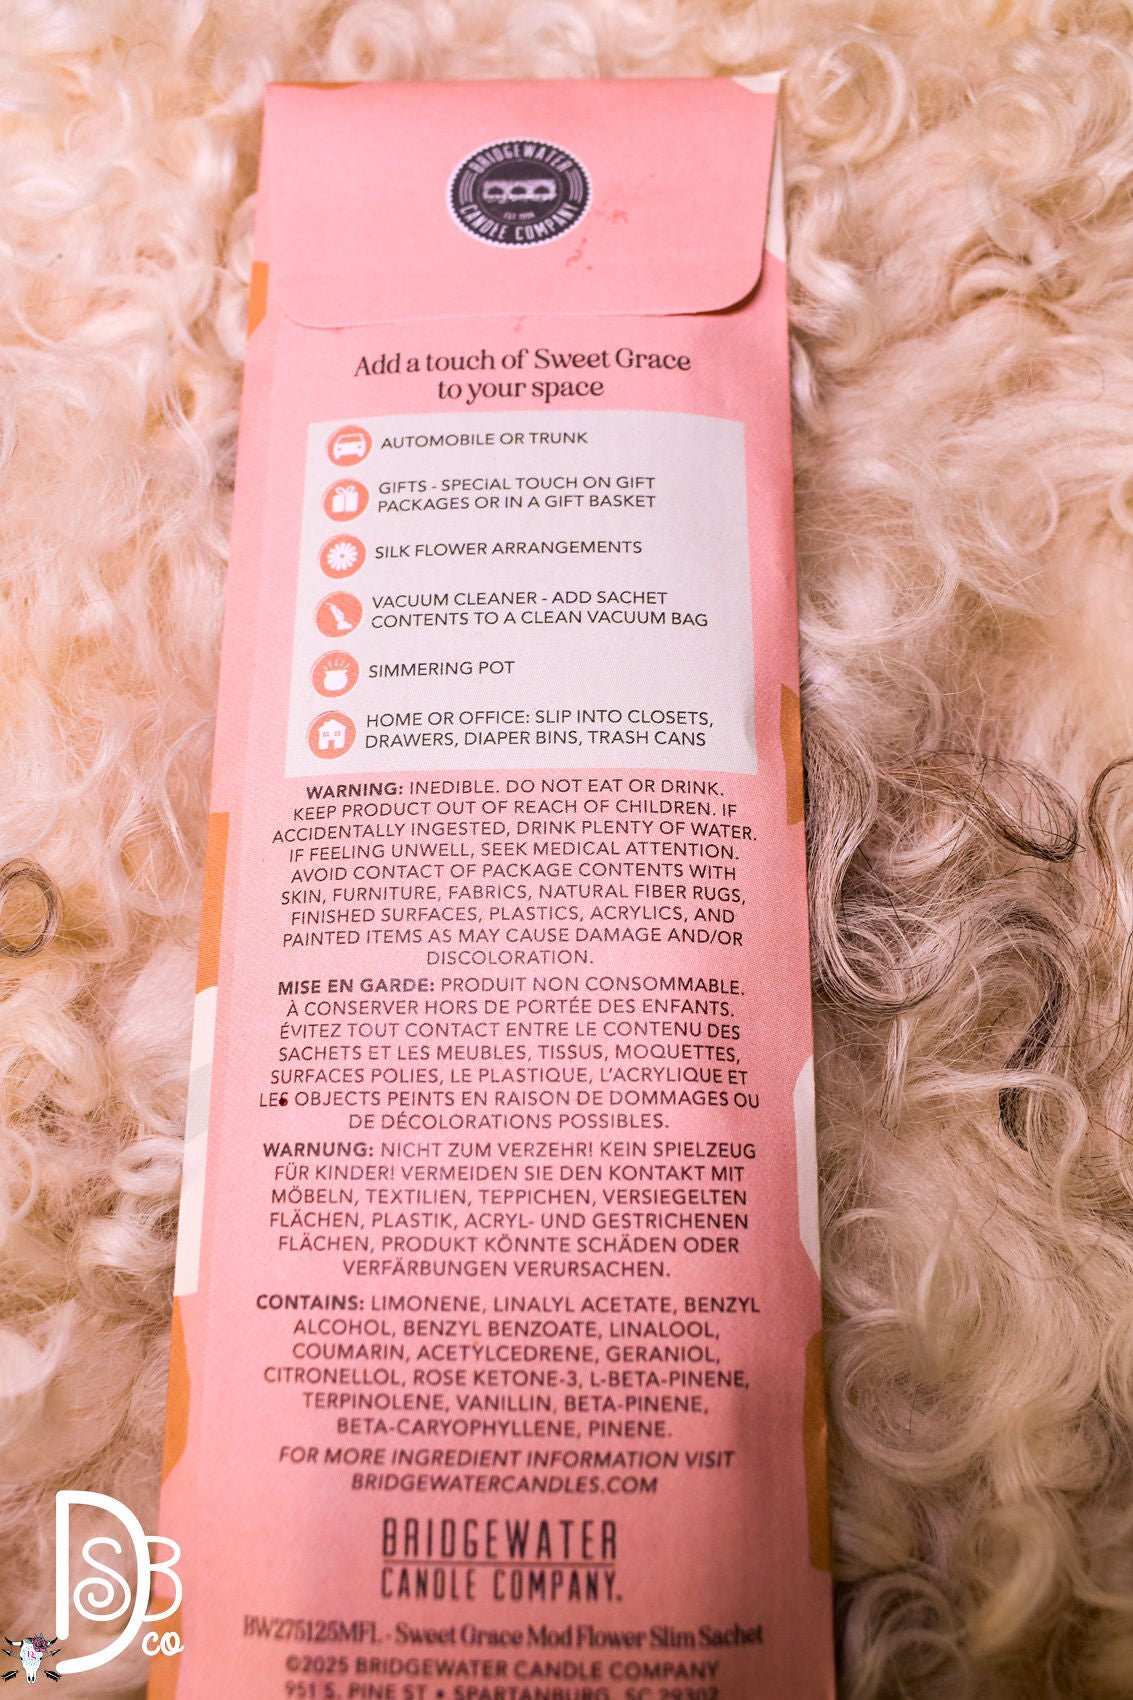 BRIDGEWATER
CANDLE COMPANY
Add a touch of Sweet Grace
to your space
AUTOMOBILE OR TRUNK
GIFTS - SPECIAL TOUCH ON GIFT
PACKAGES OR IN A GIFT BASKET
SILK FLOWER ARRANGEMENTS
VACUUM CLEANER - ADD SACHET
CONTENTS TO A CLEAN VACUUM BAG
SIMMERING POT
HOME OR OFFICE: SLIP INTO CLOSETS,
DRAWERS, DIAPER BINS, TRASH CANS
WARNING: INEDIBLE. DO NOT EAT OR DRINK.
KEEP PRODUCT OUT OF REACH OF CHILDREN. IF
ACCIDENTALLY INGESTED, DRINK PLENTY OF WATER.
IF FEELING UNWELL, SEEK MEDICAL ATTENTION.
AVOID CONTACT OF PACKAGE CONTENTS WITH
SKIN, FURNITURE, FABRICS, NATURAL FIBER RUGS,
FINISHED SURFACES, PLASTICS, ACRYLICS, AND
PAINTED ITEMS AS MAY CAUSE DAMAGE AND/OR
DISCOLORATION.
MISE EN GARDE: PRODUIT NON CONSOMMABLE.
À CONSERVER HORS DE PORTÉE DES ENFANTS.
ÉVITEZ TOUT CONTACT ENTRE LE CONTENU DES
SACHETS ET LES MEUBLES, TISSUS, MOQUETTES,
SURFACES POLIES, LE PLASTIQUE, L'ACRYLIQUE ET
LES OBJECTS PEINTS EN RAISON DE DOMMAGES OU
DE DÉCOLORATIONS POSSIBLES.
WARNUNG: NICHT ZUM VERZEHR! KEIN SPIELZEUG
FÜR KINDER! VERMEIDEN SIE DEN KONTAKT MIT
MÖBELN, TEXTILIEN, TEPPICHEN, VERSIEGELTEN
FLÄCHEN, PLASTIK, ACRYL- UND GESTRICHENEN
FLÄCHEN, PRODUKT KÖNNTE SCHÄDEN ODER
VERFÄRBUNGEN VERURSACHEN.
CONTAINS: LIMONENE, LINALYL ACETATE, BENZYL
ALCOHOL, BENZYL BENZOATE, LINALOOL,
COUMARIN, ACETYLCEDRENE, GERANIOL,
CITRONELLOL, ROSE KETONE-3, L-BETA-PINENE,
TERPINOLENE, VANILLIN, BETA-PINENE,
BETA-CARYOPHYLLENE, PINENE.
FOR MORE INGREDIENT INFORMATION VISIT
BRIDGEWATERCANDLES.COM
BRIDGEWATER
CANDLE COMPANY.
BW275125MFL - Sweet Grace Mod Flower Slim Sachet
©2025 BRIDGEWATER CANDLE COMPANY
951 S. PINE ST • SPARTANBURG, SC 29302
DSB
co